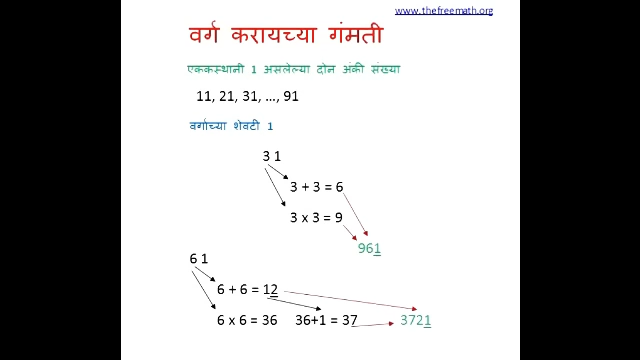 www.thefreemath.org
वर्ग करायच्या गंमती
एककस्थानी 1 असलेल्या दोन अंकी संख्या
11, 21, 31, ..., 91
वर्गाच्या शेवटी 1
3 1
3 + 3 = 6
3 x 3 = 9
961
6 1
6 + 6 = 12
6 x 6 = 36 36+1 = 37 3721